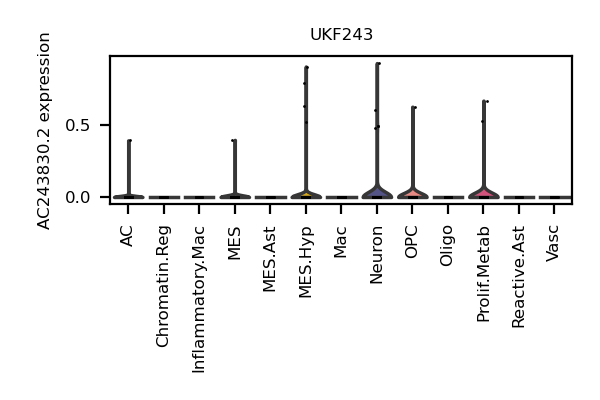 UKF243
AC243830.2 expression
0.5
0.0
AC
Chromatin.Reg
Inflammatory.Mac
MES
MES.Ast
MES.Hyp
Mac
Neuron
OPC
Oligo
Prolif.Metab
Reactive.Ast
Vasc